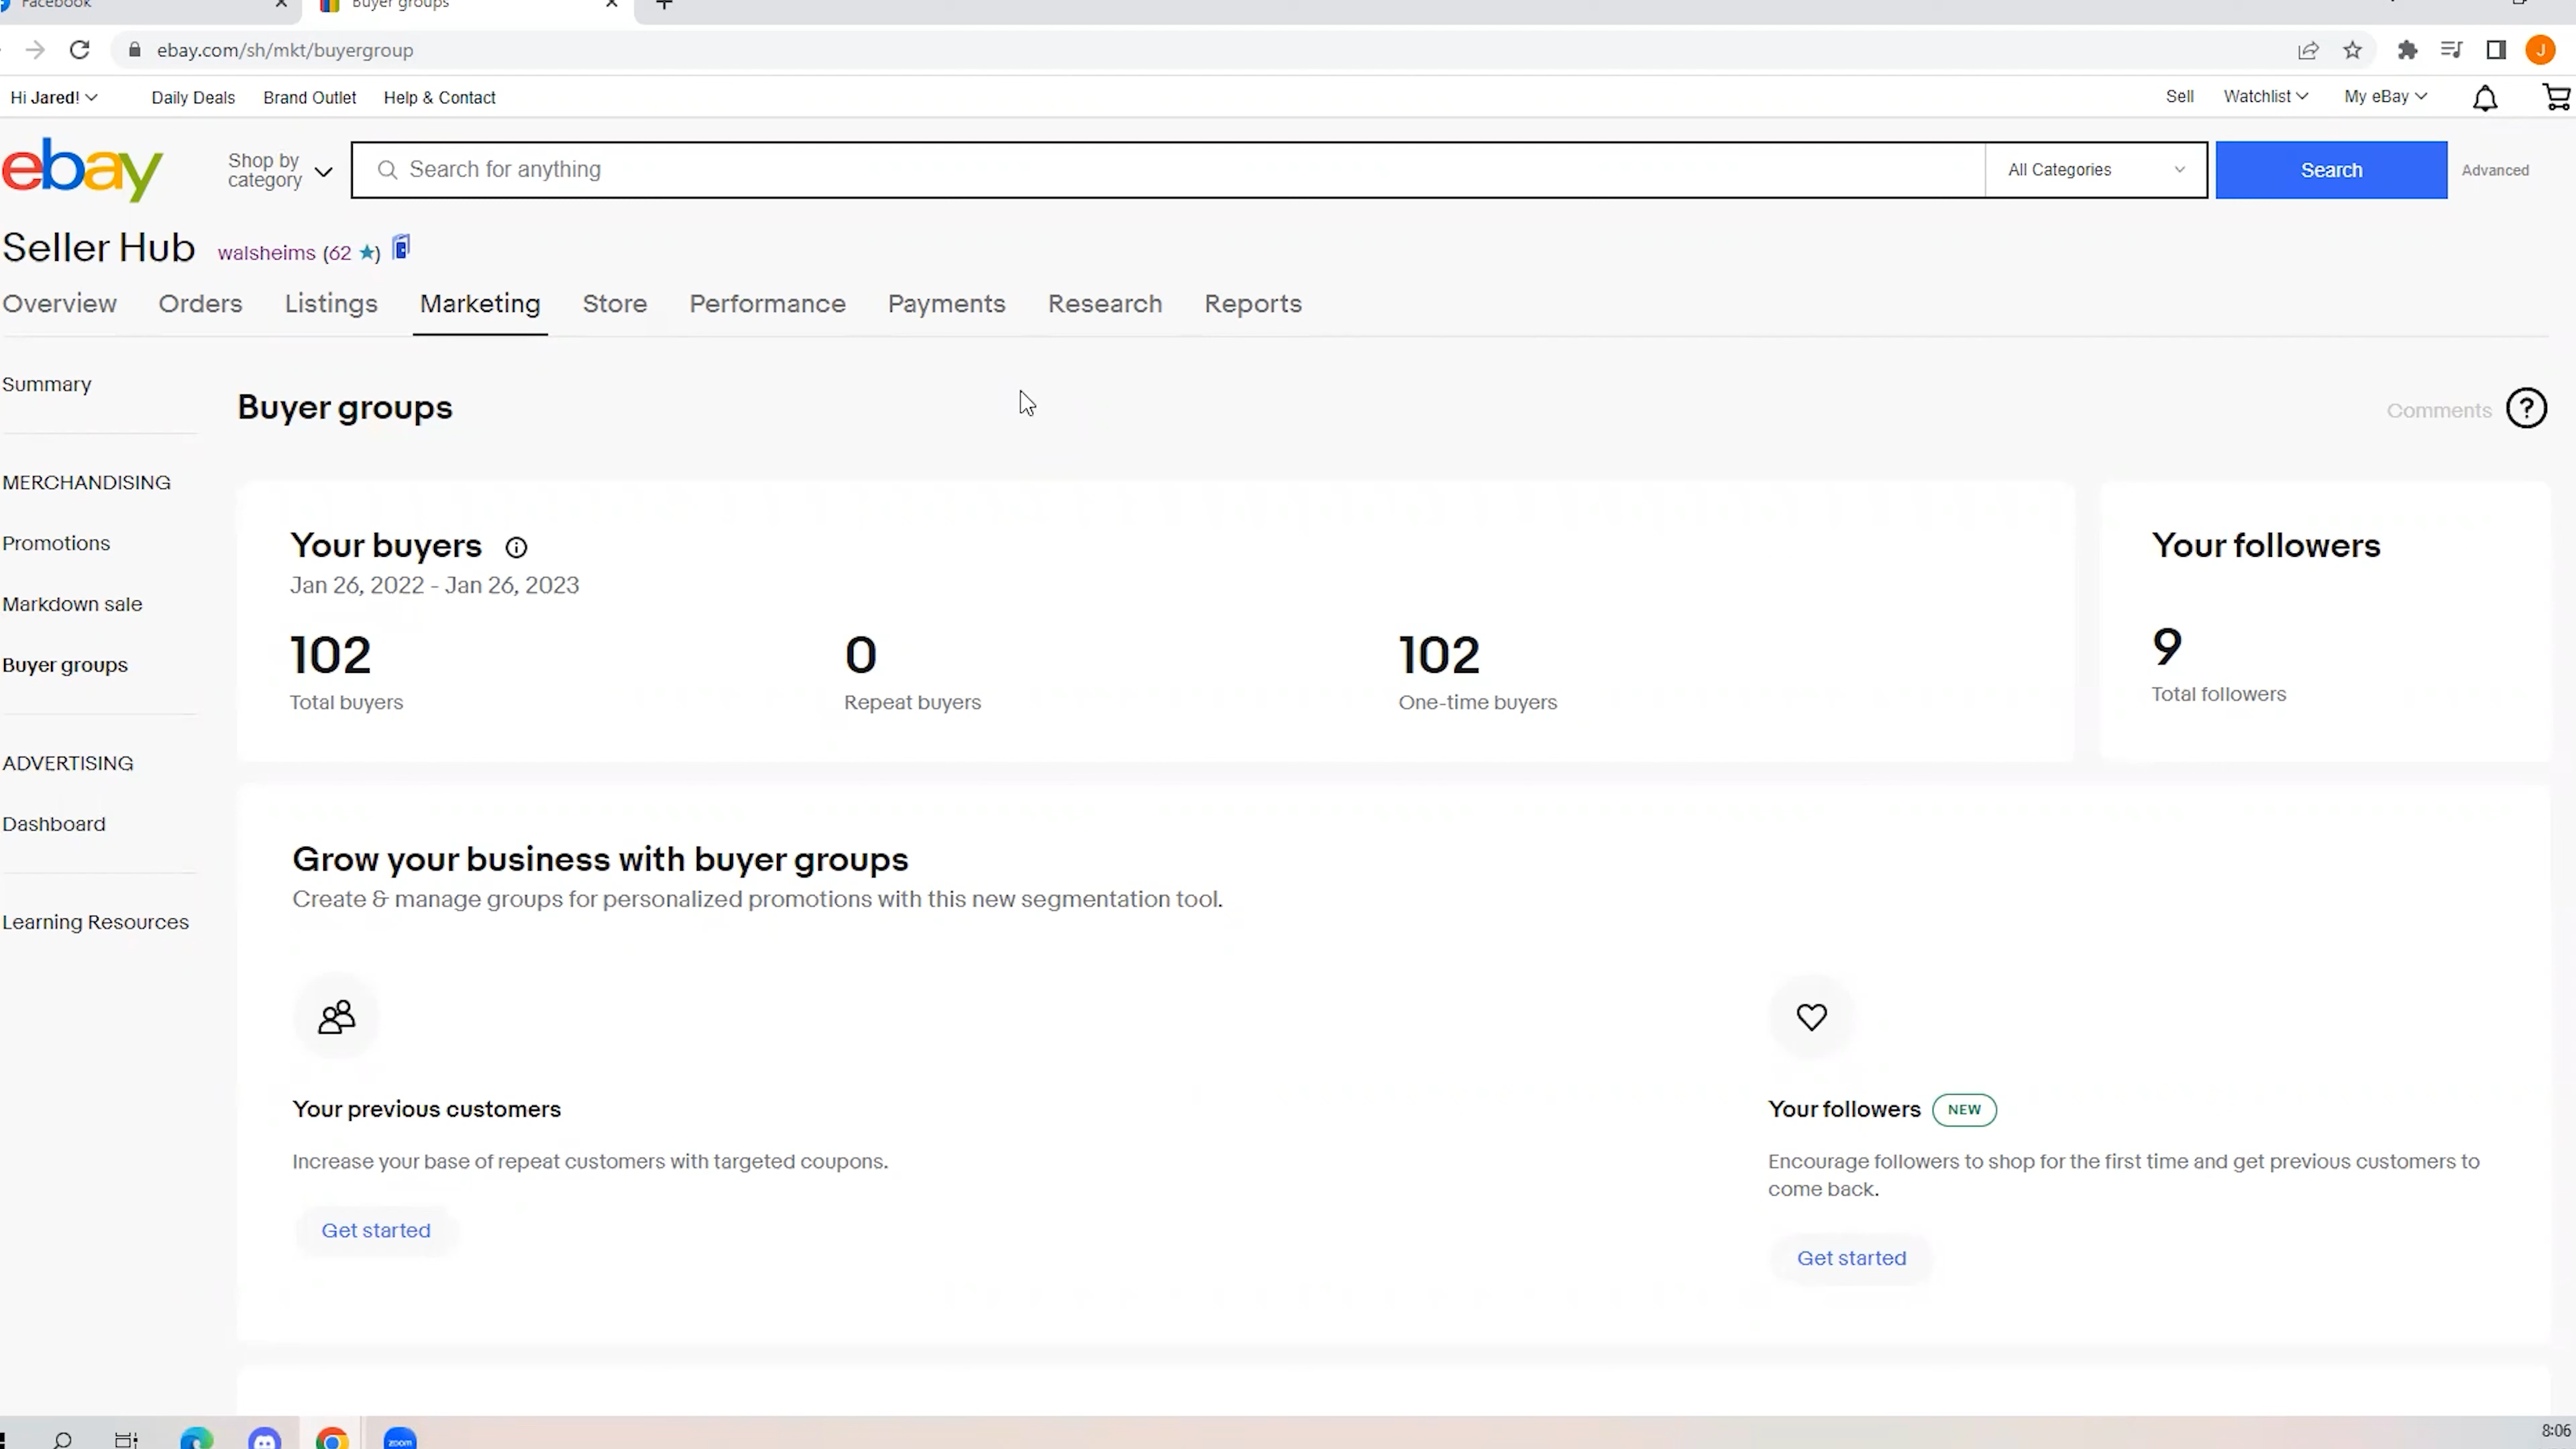 Facebook
Buyer groups
ebay.com/sh/mkt/buyergroup
J
Hi Jared!
Daily Deals
Brand Outlet
Help & Contact
Sell
Watchlist
My eBay
ebay
Shop by
category
Search for anything
All Categories
Search
Advanced
Seller Hub
walsheims (62 ★)
Overview
Orders
Listings
Marketing
Store
Performance
Payments
Research
Reports
Summary
MERCHANDISING
Promotions
Markdown sale
Buyer groups
ADVERTISING
Dashboard
Learning Resources
Buyer groups
Comments
?
Your buyers
Jan 26, 2022 - Jan 26, 2023
102
Total buyers
0
Repeat buyers
102
One-time buyers
Your followers
9
Total followers
Grow your business with buyer groups
Create & manage groups for personalized promotions with this new segmentation tool.
Your previous customers
Increase your base of repeat customers with targeted coupons.
Get started
Your followers NEW
Encourage followers to shop for the first time and get previous customers to
come back.
Get started
zoom
8:06